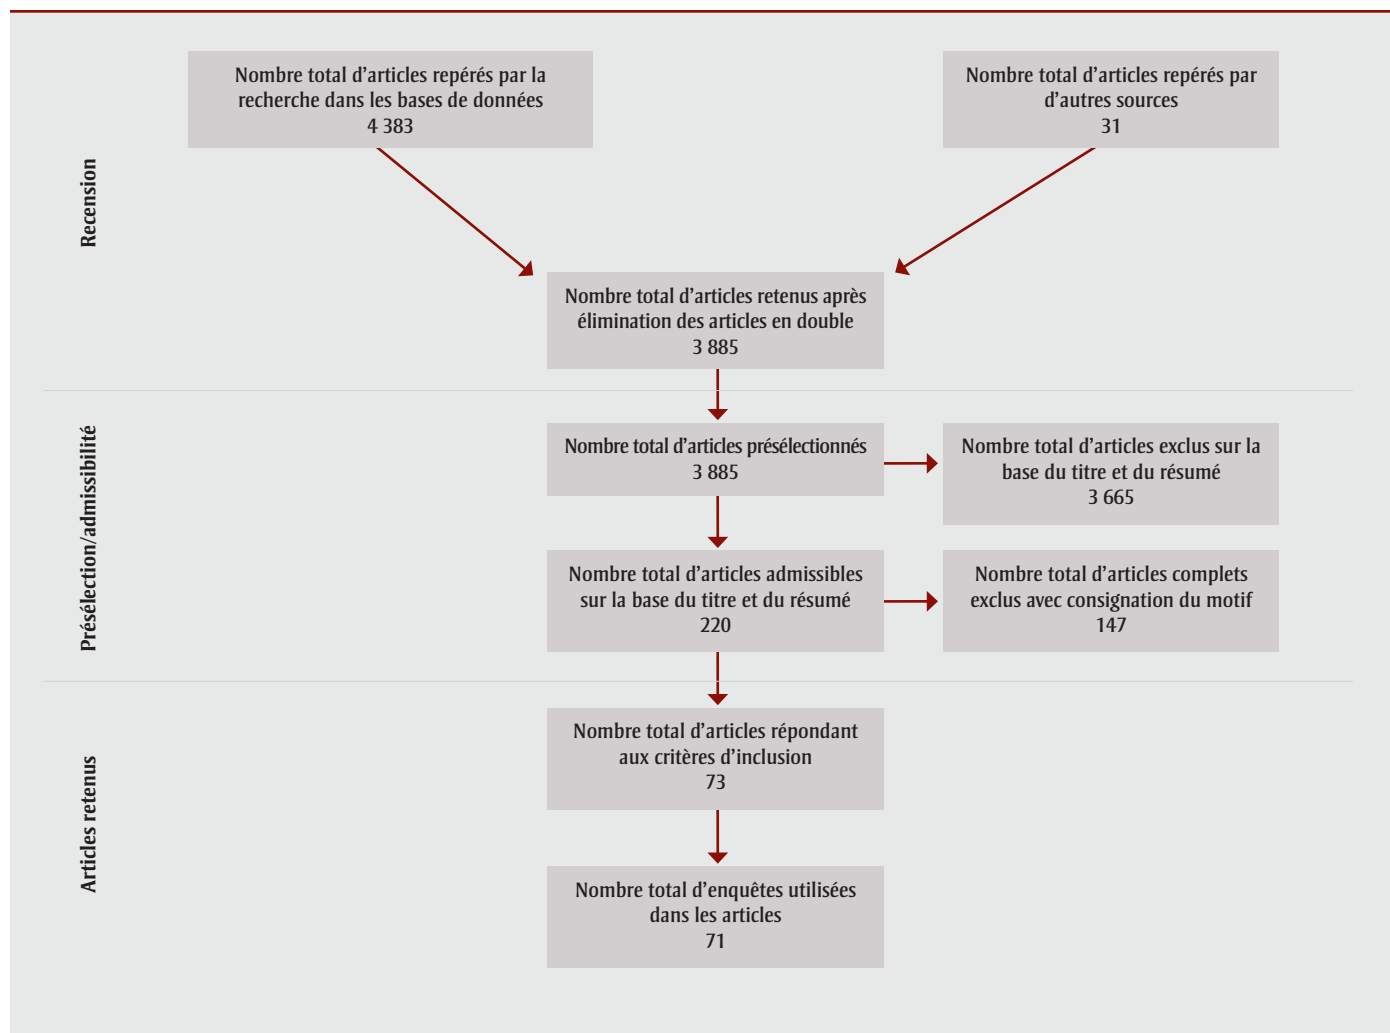 Recension
Nombre total d’articles repérés par la
recherche dans les bases de données
4 383
Nombre total d’articles repérés par
d’autres sources
31
Nombre total d’articles retenus après
élimination des articles en double
3 885
Présélection/admissibilité
Nombre total d’articles présélectionnés
3 885
Nombre total d’articles exclus sur la
base du titre et du résumé
3 665
Nombre total d’articles admissibles
sur la base du titre et du résumé
220
Nombre total d’articles complets
exclus avec consignation du motif
147
Articles retenus
Nombre total d’articles répondant
aux critères d’inclusion
73
Nombre total d’enquêtes utilisées
dans les articles
71